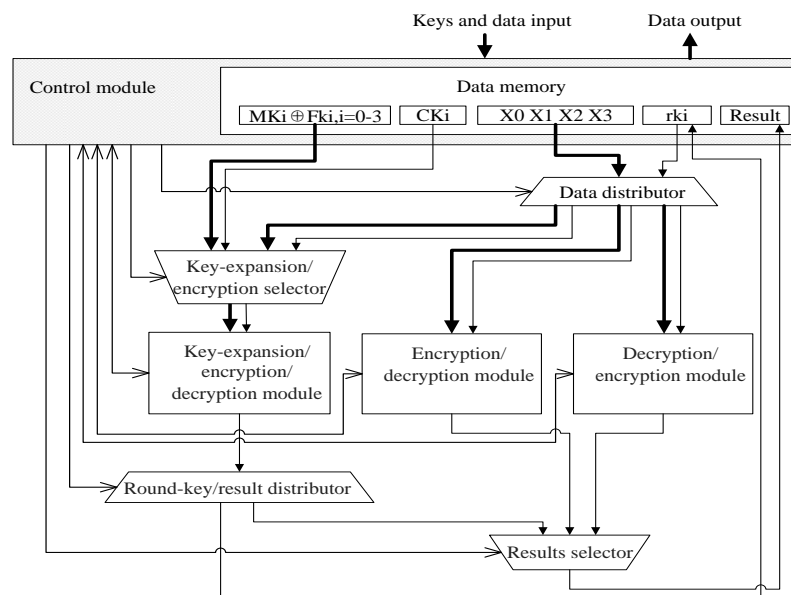 Keys and data input
Data output
Control module
Data memory
MKi ⊕ Fki,i=0-3
CKi
X0 X1 X2 X3
rki
Result
Data distributor
Key-expansion/
encryption selector
Key-expansion/
encryption/
decryption module
Encryption/
decryption module
Decryption/
encryption module
Round-key/result distributor
Results selector